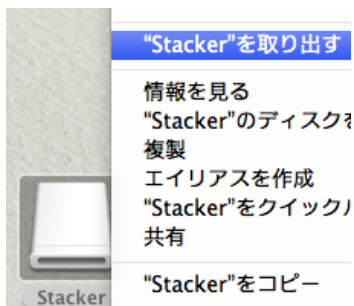 “Stacker”を取り出す
情報を見る
“Stacker”のディスクを
複製
エイリアスを作成
“Stacker”をクイック
共有
“Stacker”をコピー
Stacker